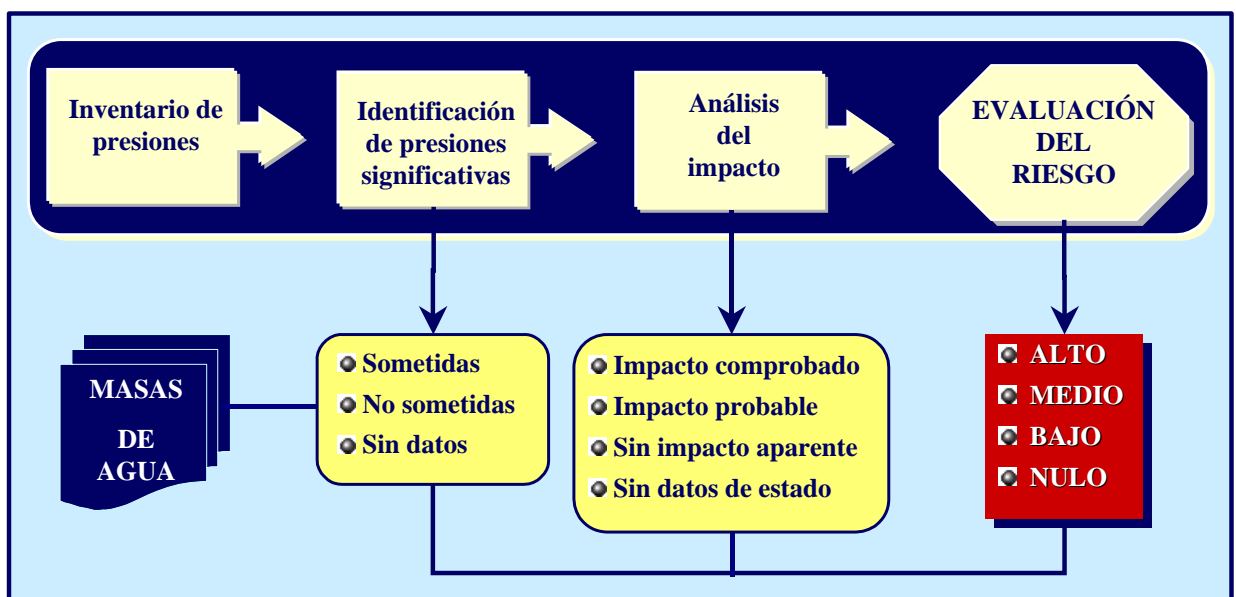 Inventario de
presiones
Identificación
de presiones
significativas
Análisis
del
impacto
EVALUACIÓN
DEL
RIESGO
MASAS
DE
AGUA
Sometidas
No sometidas
Sin datos
Impacto comprobado
Impacto probable
Sin impacto aparente
Sin datos de estado
ALTO
MEDIO
BAJO
NULO